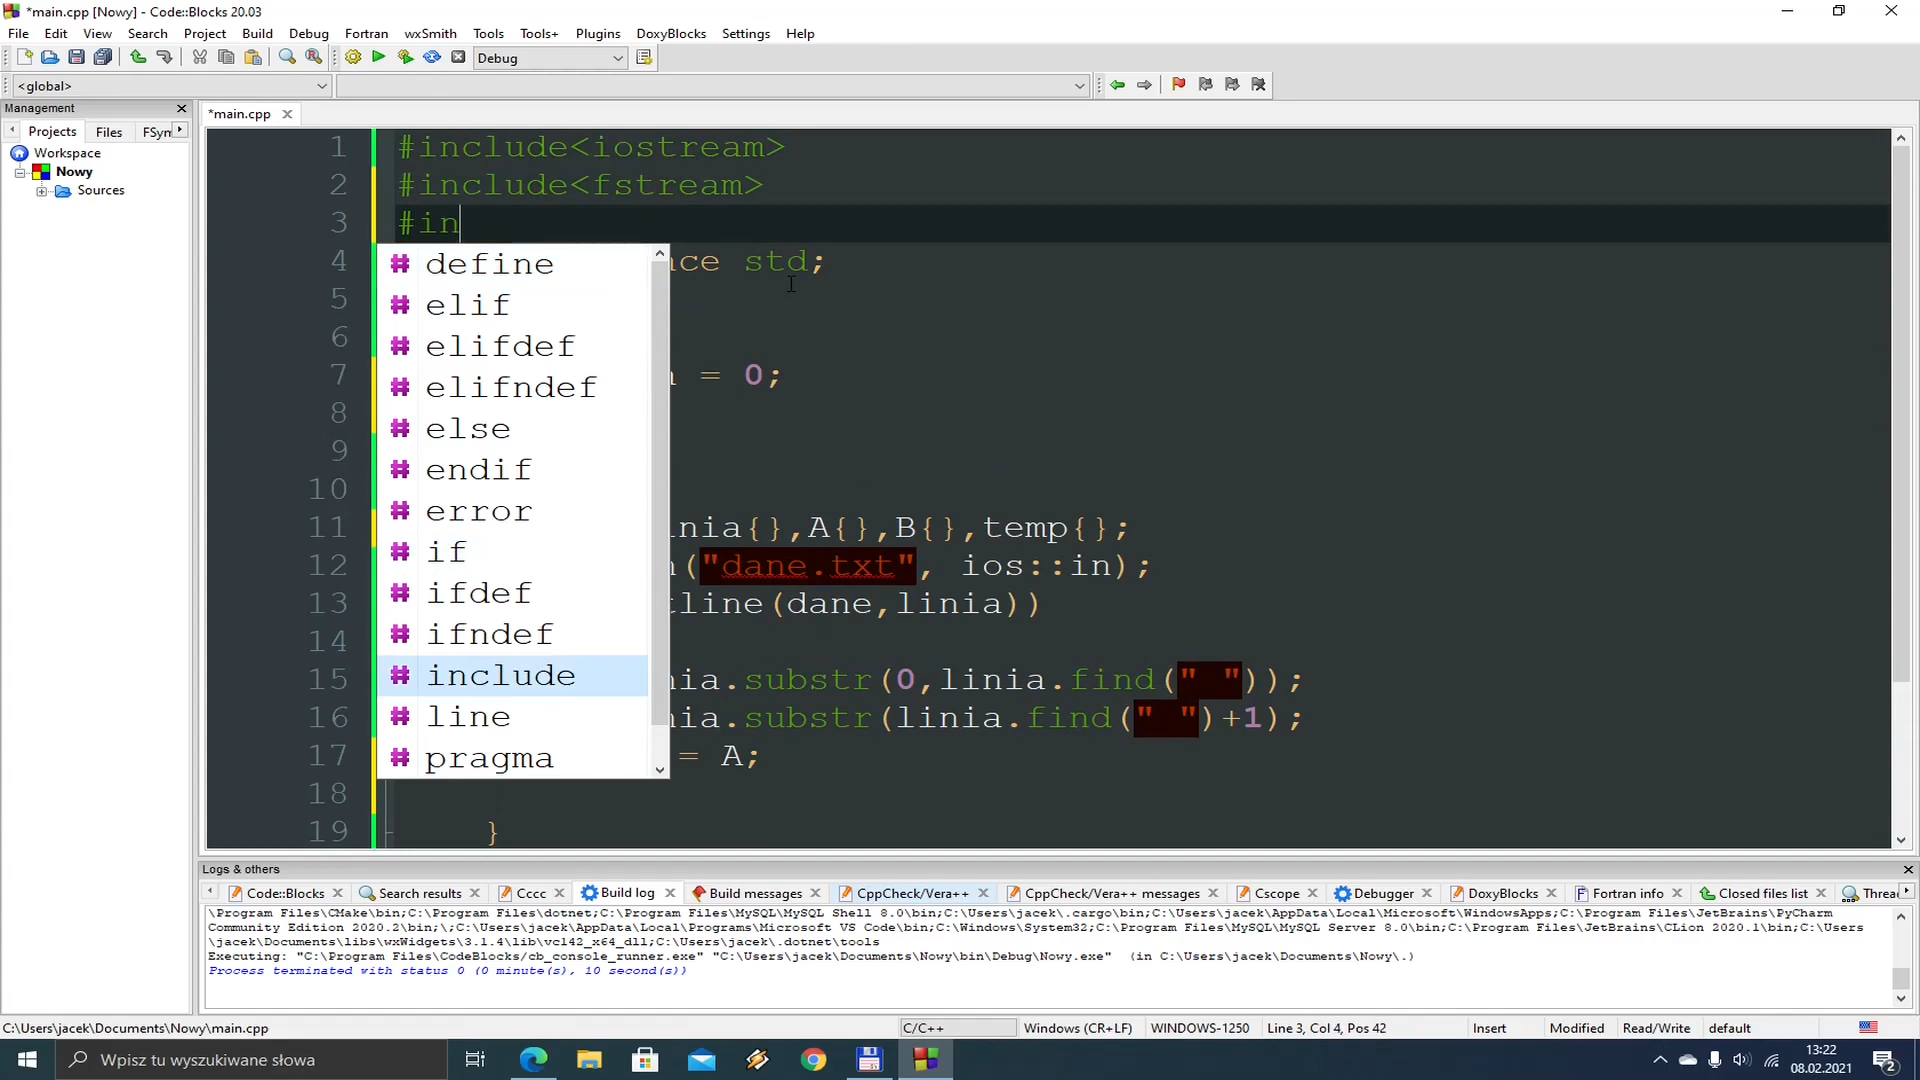 *main.cpp [Nowy] - Code::Blocks 20.03
File Edit View Search Project Build Debug Fortran wxSmith Tools Tools+ Plugins DoxyBlocks Settings Help
Debug
<global>
Management
Projects Files FSyn
Workspace
Nowy
Sources
*main.cpp
1 #include<iostream>
2 #include<fstream>
3 #in
4 nce std;
5
6
7 = 0;
8
9
10
11 nia{},A{},B{},temp{};
12 ("dane.txt", ios::in);
13 line(dane,linia))
14
15 ia.substr(0,linia.find(" "));
16 ia.substr(linia.find(" ")+1);
17 = A;
18
19 }
define
elif
elifdef
elifndef
else
endif
error
if
ifdef
ifndef
include
line
pragma
Logs & others
Code::Blocks Search results Cccc Build log Build messages CppCheck/Vera++ CppCheck/Vera++ messages Cscope Debugger DoxyBlocks Fortran info Closed files list Threa
\Program Files\CMake\bin;C:\Program Files\dotnet;C:\Program Files\MySQL\MySQL Shell 8.0\bin;C:\Users\jacek\.cargo\bin;C:\Users\jacek\AppData\Local\Microsoft\WindowsApps;C:\Program Files\JetBrains\PyCharm
Community Edition 2020.2\bin;\;C:\Users\jacek\AppData\Local\Programs\Microsoft VS Code\bin;C:\Windows\System32;C:\Program Files\MySQL\MySQL Server 8.0\bin;C:\Program Files\JetBrains\CLion 2020.1\bin;C:\Users
\jacek\Documents\libs\wxWidgets\3.1.4\lib\vc142_x64_dll;C:\Users\jacek\.dotnet\tools
Executing: "C:\Program Files\CodeBlocks/cb_console_runner.exe" "C:\Users\jacek\Documents\Nowy\bin\Debug\Nowy.exe" (in C:\Users\jacek\Documents\Nowy\.)
Process terminated with status 0 (0 minute(s), 10 second(s))
C:\Users\jacek\Documents\Nowy\main.cpp C/C++ Windows (CR+LF) WINDOWS-1250 Line 3, Col 4, Pos 42 Insert Modified Read/Write default
Wpisz tu wyszukiwane słowa
13:22
08.02.2021
2